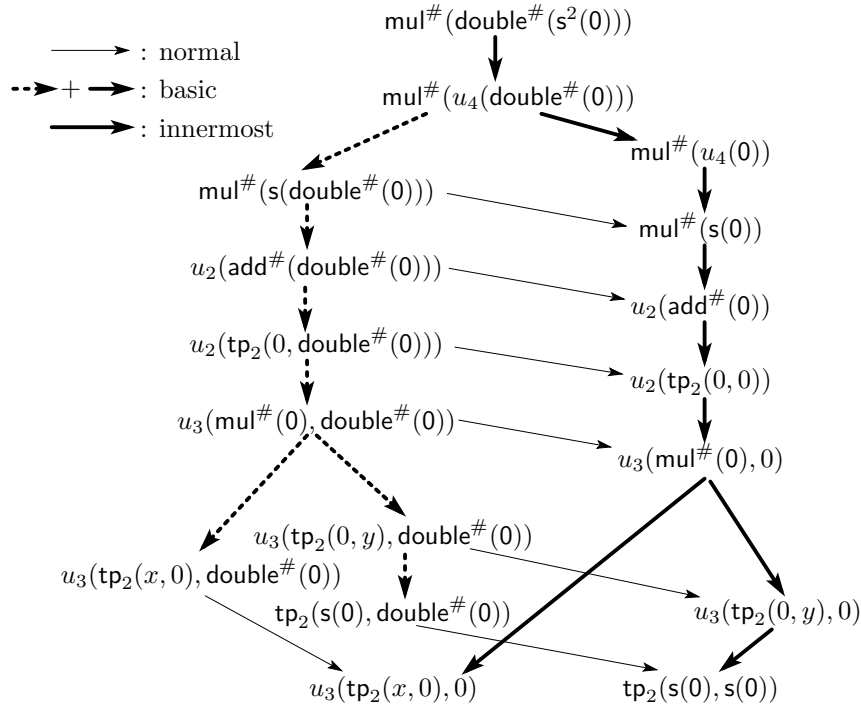 mul#(double#(s²(0)))
: normal
+ : basic
: innermost
mul#(u₄(double#(0)))
mul#(u₄(0))
mul#(s(double#(0)))
mul#(s(0))
u₂(add#(double#(0)))
u₂(add#(0))
u₂(tp₂(0, double#(0)))
u₂(tp₂(0, 0))
u₃(mul#(0), double#(0))
u₃(mul#(0), 0)
u₃(tp₂(0, y), double#(0))
u₃(tp₂(x, 0), double#(0))
tp₂(s(0), double#(0))
u₃(tp₂(0, y), 0)
u₃(tp₂(x, 0), 0)
tp₂(s(0), s(0))